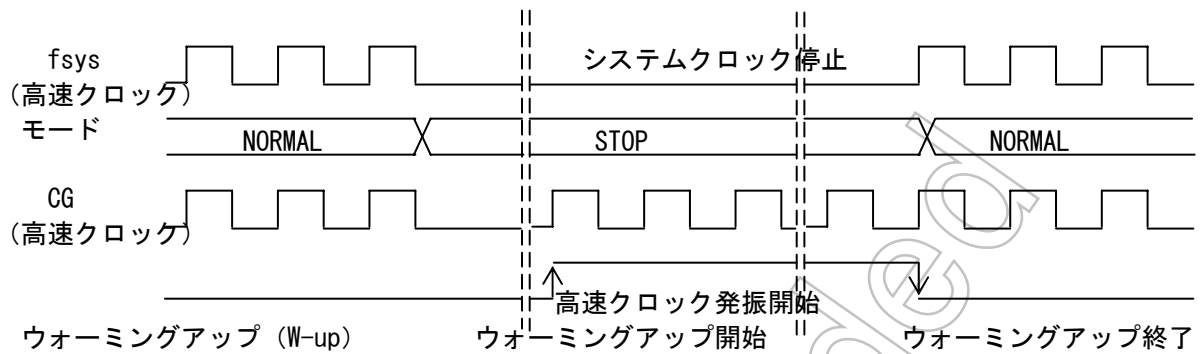 fsys
システムクロック停止
(高速クロック)
モード
NORMAL STOP NORMAL
CG
(高速クロック)
高速クロック発振開始
ウォーミングアップ (W-up) ウォーミングアップ開始 ウォーミングアップ終了